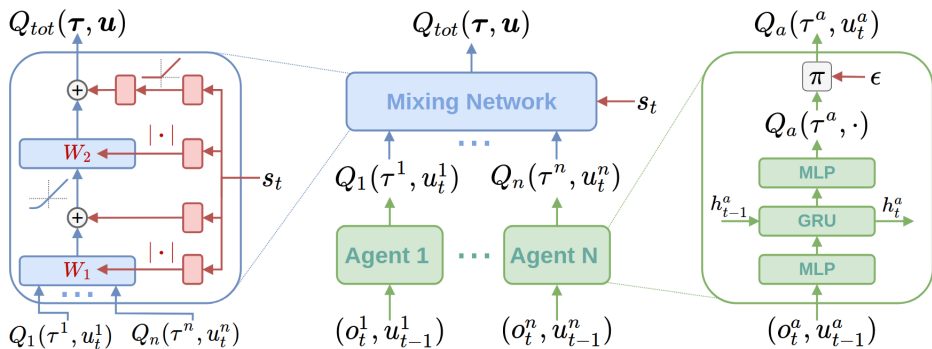 Q_{tot}(τ, u)
| · |
W_2
s_t
| · |
W_1
....
Q_1(τ^1, u_t^1)
Q_n(τ^n, u_t^n)
Q_{tot}(τ, u)
Mixing Network
s_t
...
Q_1(τ^1, u_t^1)
Q_n(τ^n, u_t^n)
Agent 1
...
Agent N
(o_t^1, u_{t-1}^1)
(o_t^n, u_{t-1}^n)
Q_a(τ^a, u_t^a)
π
ϵ
Q_a(τ^a, ·)
MLP
h_{t-1}^a
GRU
h_t^a
MLP
(o_t^a, u_{t-1}^a)